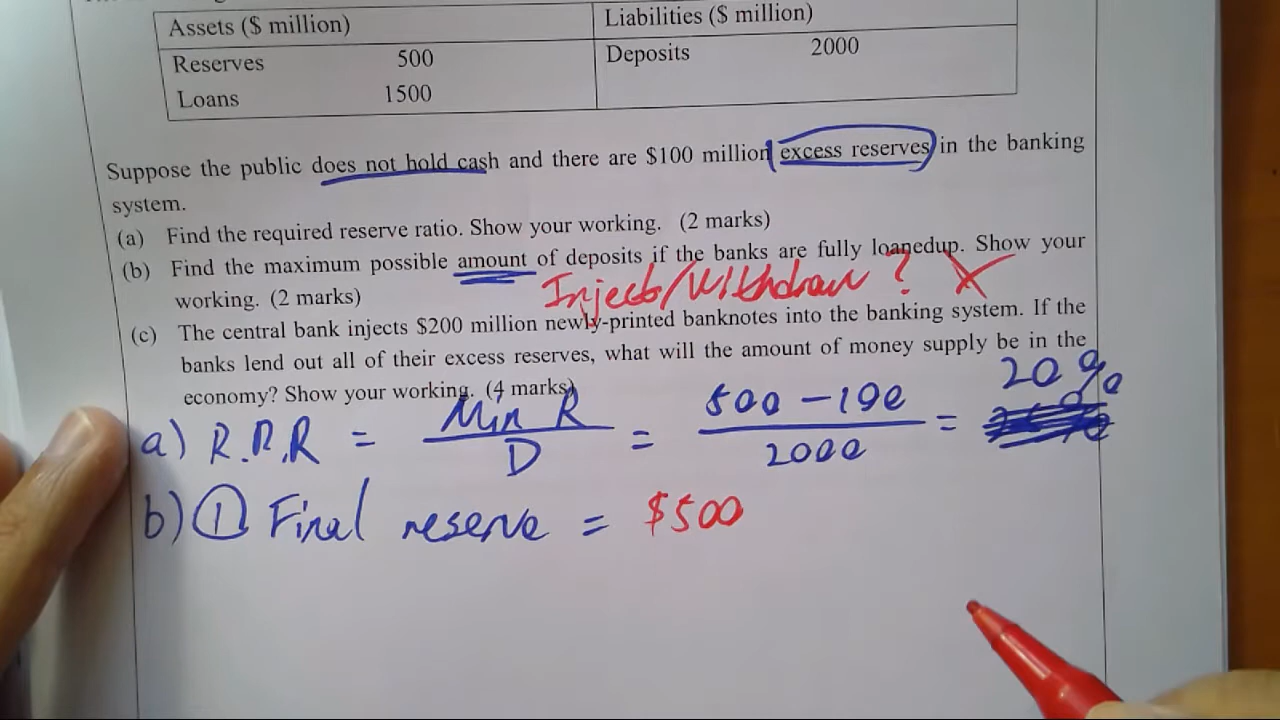 Assets ($ million) Liabilities ($ million)
Reserves 500 Deposits 2000
Loans 1500
Suppose the public does not hold cash and there are $100 million excess reserves in the banking
system.
(a) Find the required reserve ratio. Show your working. (2 marks)
(b) Find the maximum possible amount of deposits if the banks are fully loanedup. Show your
working. (2 marks)
Inject/Withdraw ?
(c) The central bank injects $200 million newly-printed banknotes into the banking system. If the
banks lend out all of their excess reserves, what will the amount of money supply be in the
economy? Show your working. (4 marks)
a) R.R.R = Min R / D = 500 - 100 / 2000 = 20%
b) ① Final reserve = $500